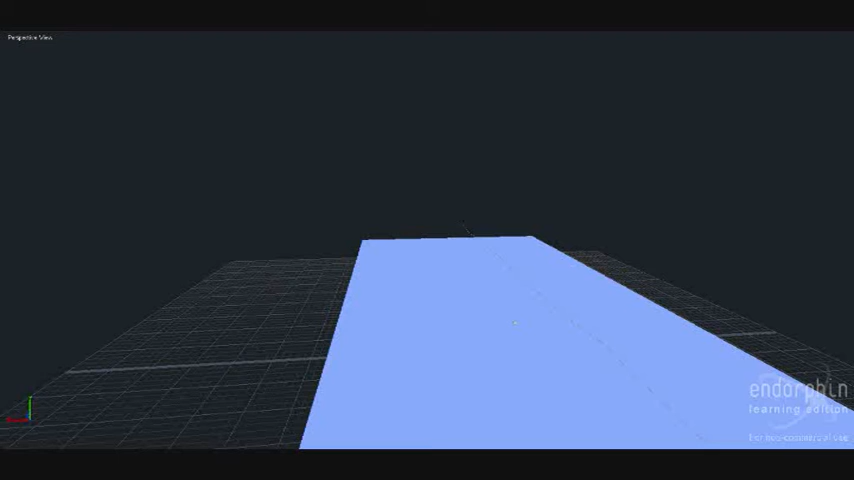 Perspective View
endorphin
learning edition
For non-commercial use